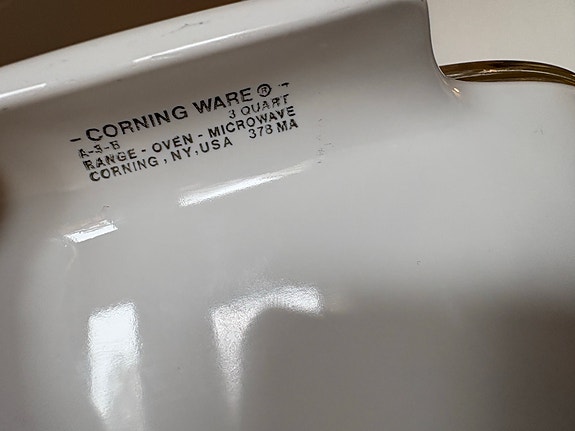 - CORNING WARE ® -
A-3-B 3 QUART
RANGE - OVEN - MICROWAVE
CORNING, NY, USA 378 MA